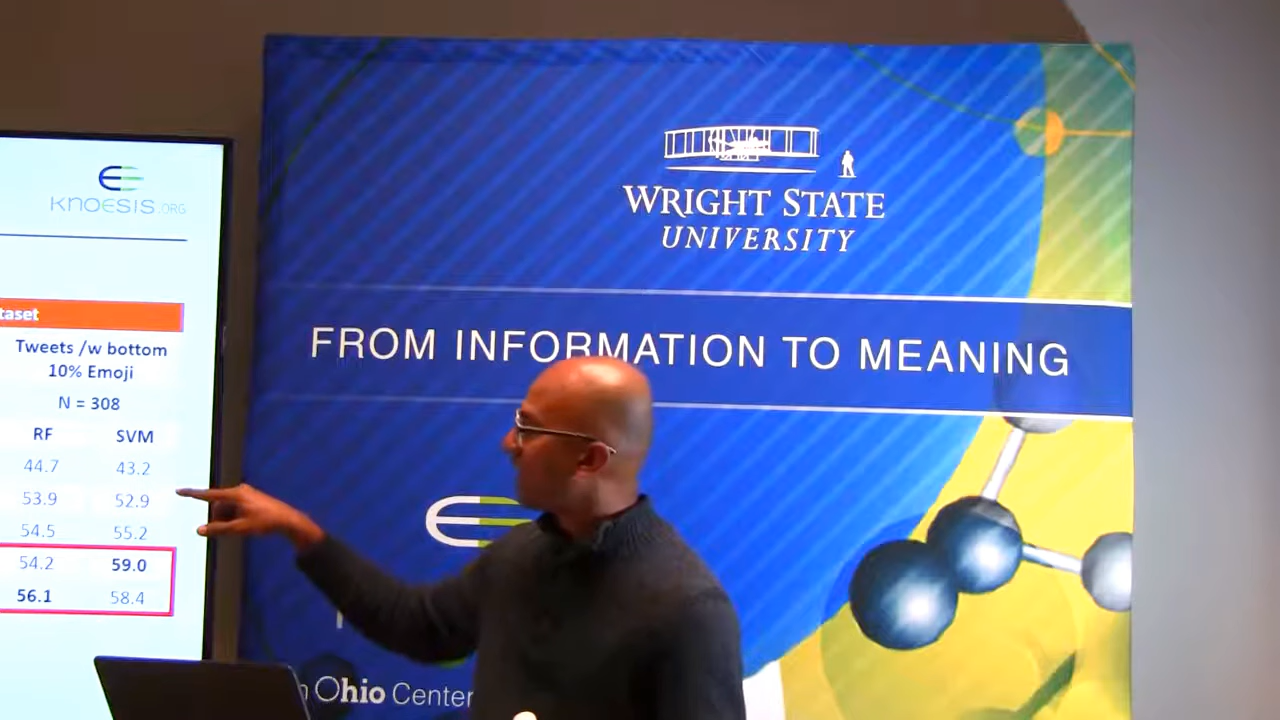 KNOESIS.ORG
taset
Tweets /w bottom
10% Emoji
N = 308
RF SVM
44.7 43.2
53.9 52.9
54.5 55.2
54.2 59.0
56.1 58.4
WRIGHT STATE
UNIVERSITY
FROM INFORMATION TO MEANING
Ohio Center